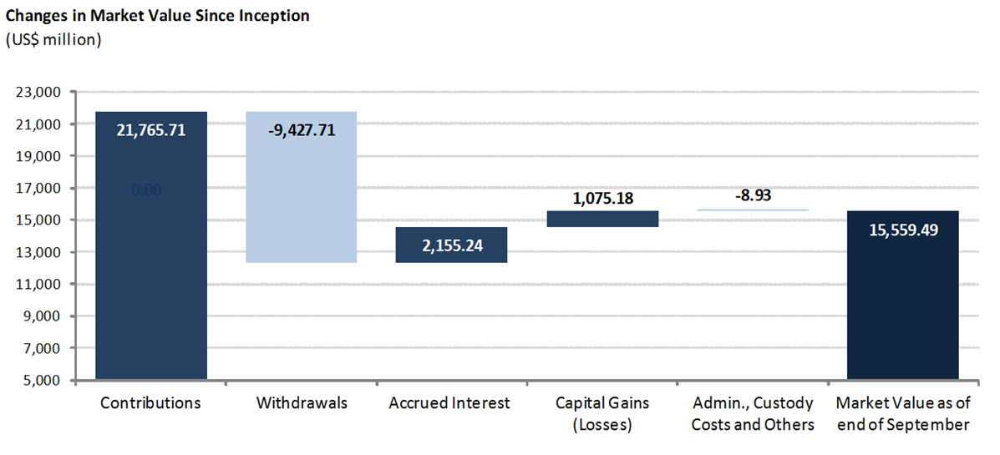 Changes in Market Value Since Inception
(US$ million)
23,000
21,000
19,000
17,000
15,000
13,000
11,000
9,000
7,000
5,000
21,765.71
0.00
-9,427.71
2,155.24
1,075.18
-8.93
15,559.49
Contributions
Withdrawals
Accrued Interest
Capital Gains
(Losses)
Admin., Custody
Costs and Others
Market Value as of
end of September